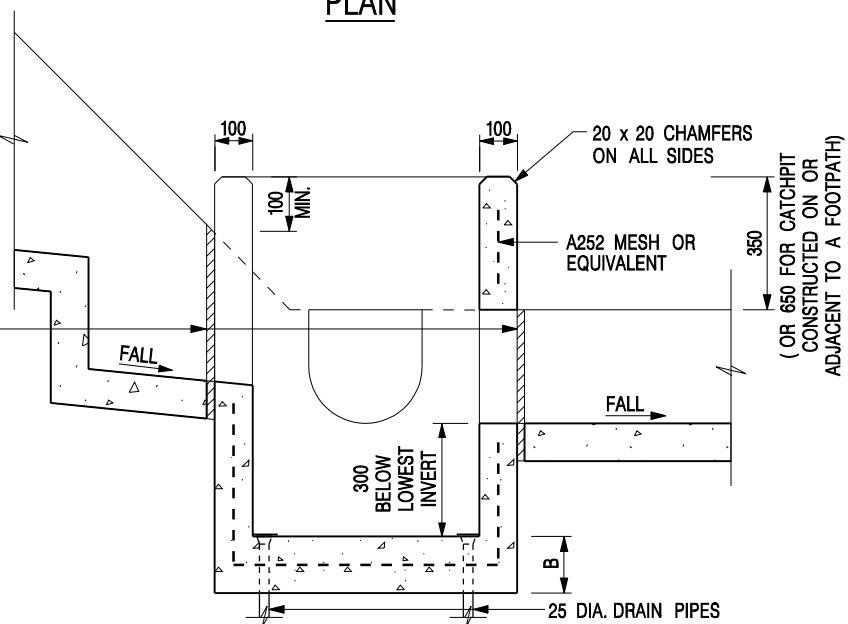 PLAN
100
100
20 x 20 CHAMFERS
ON ALL SIDES
100
MIN.
A252 MESH OR
EQUIVALENT
350
( OR 650 FOR CATCHPIT
CONSTRUCTED ON OR
ADJACENT TO A FOOTPATH)
FALL
FALL
300
BELOW
LOWEST
INVERT
B
25 DIA. DRAIN PIPES